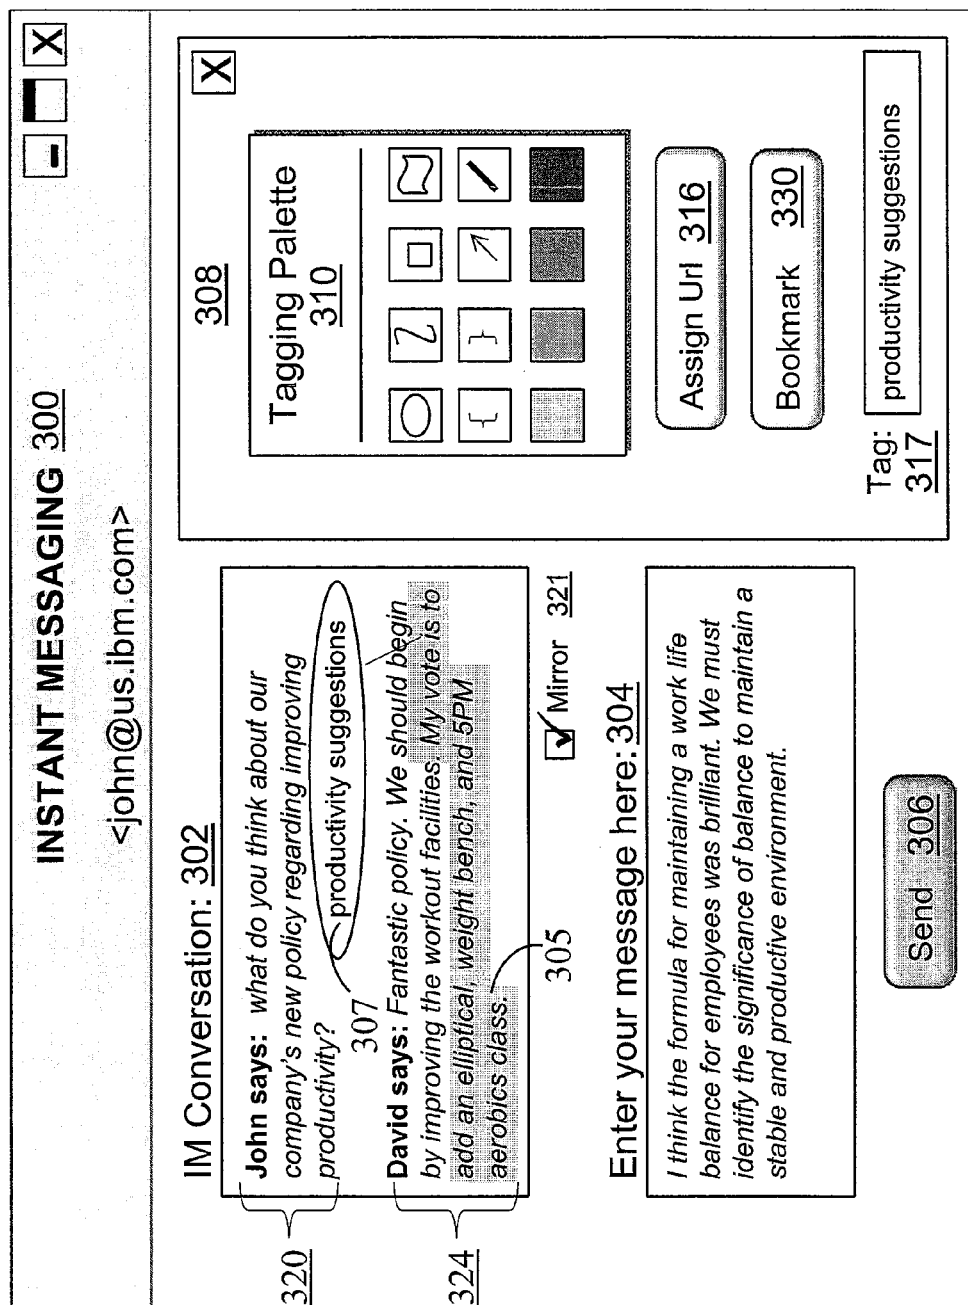 INSTANT MESSAGING 300
<john@us.ibm.com>
X
IM Conversation: 302
John says: what do you think about our
company's new policy regarding improving
productivity?
productivity suggestions
307
David says: Fantastic policy. We should begin
by improving the workout facilities. My vote is to
add an elliptical, weight bench, and 5PM
aerobics class.
305
320
324
Mirror 321
Enter your message here: 304
I think the formula for maintaining a work life
balance for employees was brilliant. We must
identify the significance of balance to maintain a
stable and productive environment.
Send 306
308
X
Tagging Palette
310
Assign Url 316
Bookmark 330
Tag:
317
productivity suggestions